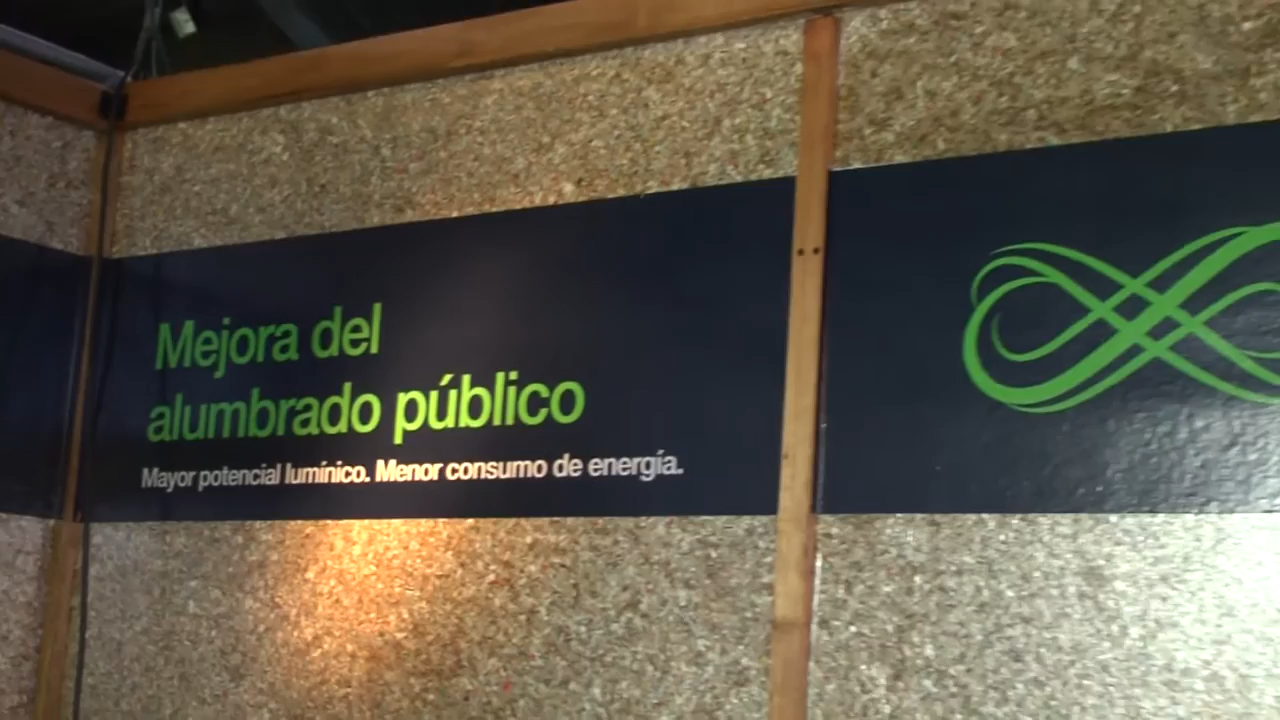 Mejora del
alumbrado público
Mayor potencial lumínico. Menor consumo de energía.